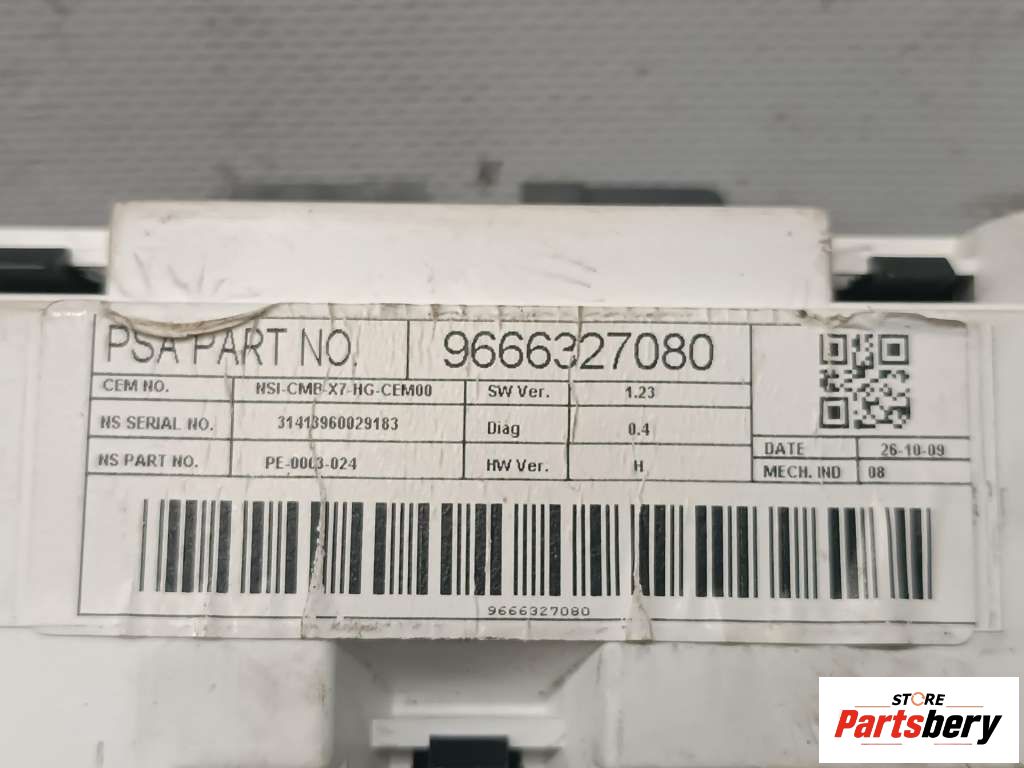 PSA PART NO. 9666327080
CEM NO. NSI-CMB-X7-HG-CEM00 SW Ver. 1.23
NS SERIAL NO. 31413960029183 Diag 0.4
DATE 26-10-09
NS PART NO. PE-0003-024 HW Ver. H
MECH. IND 08
9666327080
STORE
Partsbery